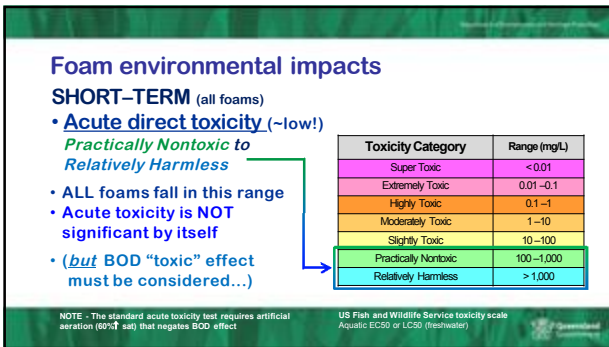 Foam environmental impacts
SHORT–TERM (all foams)
• Acute direct toxicity (~low!)
Practically Nontoxic to
Relatively Harmless
• ALL foams fall in this range
• Acute toxicity is NOT
significant by itself
• (but BOD “toxic” effect
must be considered…)
Toxicity Category Range (mg/L)
Super Toxic < 0.01
Extremely Toxic 0.01 –0.1
Highly Toxic 0.1 –1
Moderately Toxic 1 –10
Slightly Toxic 10 –100
Practically Nontoxic 100 –1,000
Relatively Harmless > 1,000
NOTE - The standard acute toxicity test requires artificial
aeration (60%↑ sat) that negates BOD effect
US Fish and Wildlife Service toxicity scale
Aquatic EC50 or LC50 (freshwater)
Queensland
Government